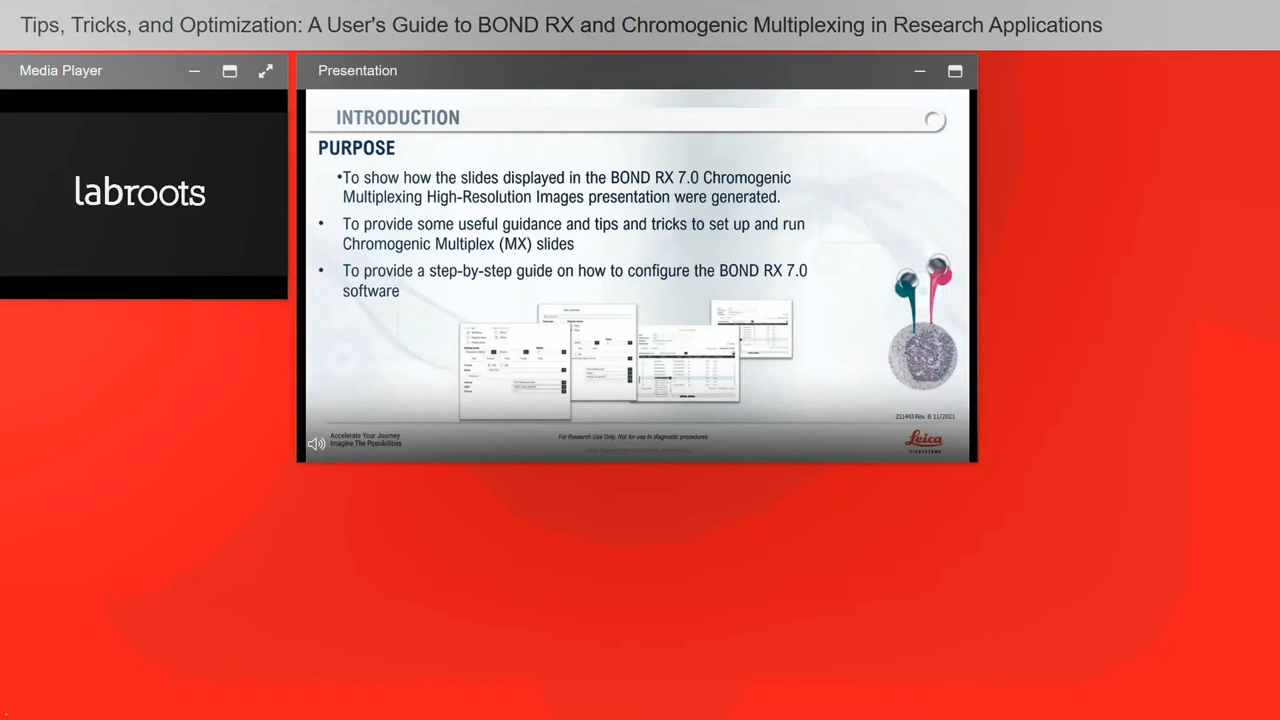 Tips, Tricks, and Optimization: A User's Guide to BOND RX and Chromogenic Multiplexing in Research Applications
Media Player
Presentation
labroots
INTRODUCTION
PURPOSE
•To show how the slides displayed in the BOND RX 7.0 Chromogenic
Multiplexing High-Resolution Images presentation were generated.
• To provide some useful guidance and tips and tricks to set up and run
Chromogenic Multiplex (MX) slides
• To provide a step-by-step guide on how to configure the BOND RX 7.0
software
211443 Rev. B 11/2021
Accelerate Your Journey
Imagine The Possibilities
For Research Use Only, Not for use in diagnostic procedures
Leica
BIOSYSTEMS